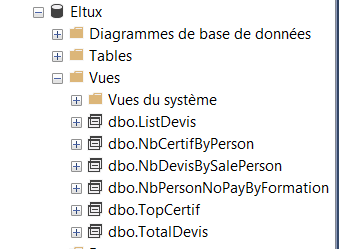 Eltux
Diagrammes de base de données
Tables
Vues
Vues du système
dbo.ListDevis
dbo.NbCertifByPerson
dbo.NbDevisBySalePerson
dbo.NbPersonNoPayByFormation
dbo.TopCertif
dbo.TotalDevis